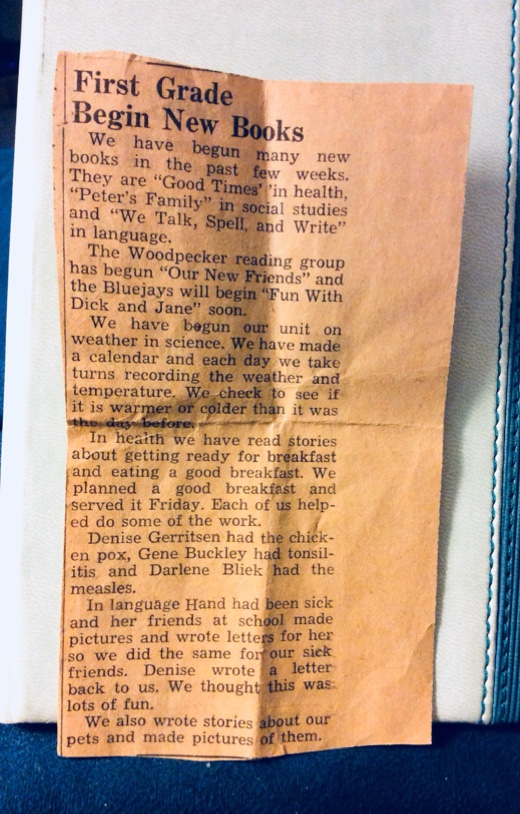 First Grade
Begin New Books
We have begun many new
books in the past few weeks.
They are "Good Times' 'in health,
"Peter's Family" in social studies
and "We Talk, Spell, and Write"
in language.
The Woodpecker reading group
has begun "Our New Friends" and
the Bluejays will begin "Fun With
Dick and Jane" soon.
We have begun our unit on
weather in science. We have made
a calendar and each day we take
turns recording the weather and
temperature. We check to see if
it is warmer or colder than it was
the day before.
In health we have read stories
about getting ready for breakfast
and eating a good breakfast. We
planned a good breakfast and
served it Friday. Each of us help-
ed do some of the work.
Denise Gerritsen had the chick-
en pox, Gene Buckley had tonsil-
itis and Darlene Bliek had the
measles.
In language Hand had been sick
and her friends at school made
pictures and wrote letters for her
so we did the same for our sick
friends. Denise wrote a letter
back to us. We thought this was
lots of fun.
We also wrote stories about our
pets and made pictures of them.